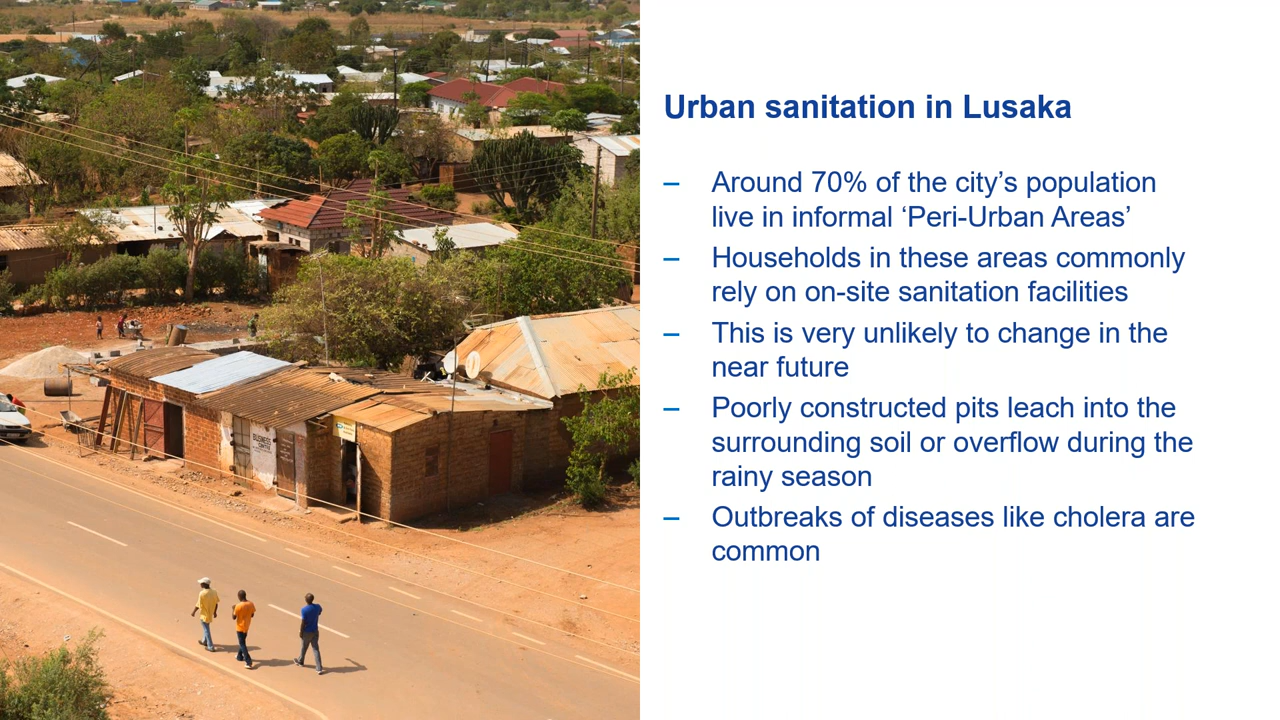 Urban sanitation in Lusaka
– Around 70% of the city’s population
live in informal ‘Peri-Urban Areas’
– Households in these areas commonly
rely on on-site sanitation facilities
– This is very unlikely to change in the
near future
– Poorly constructed pits leach into the
surrounding soil or overflow during the
rainy season
– Outbreaks of diseases like cholera are
common
BUSINESS
CENTRE